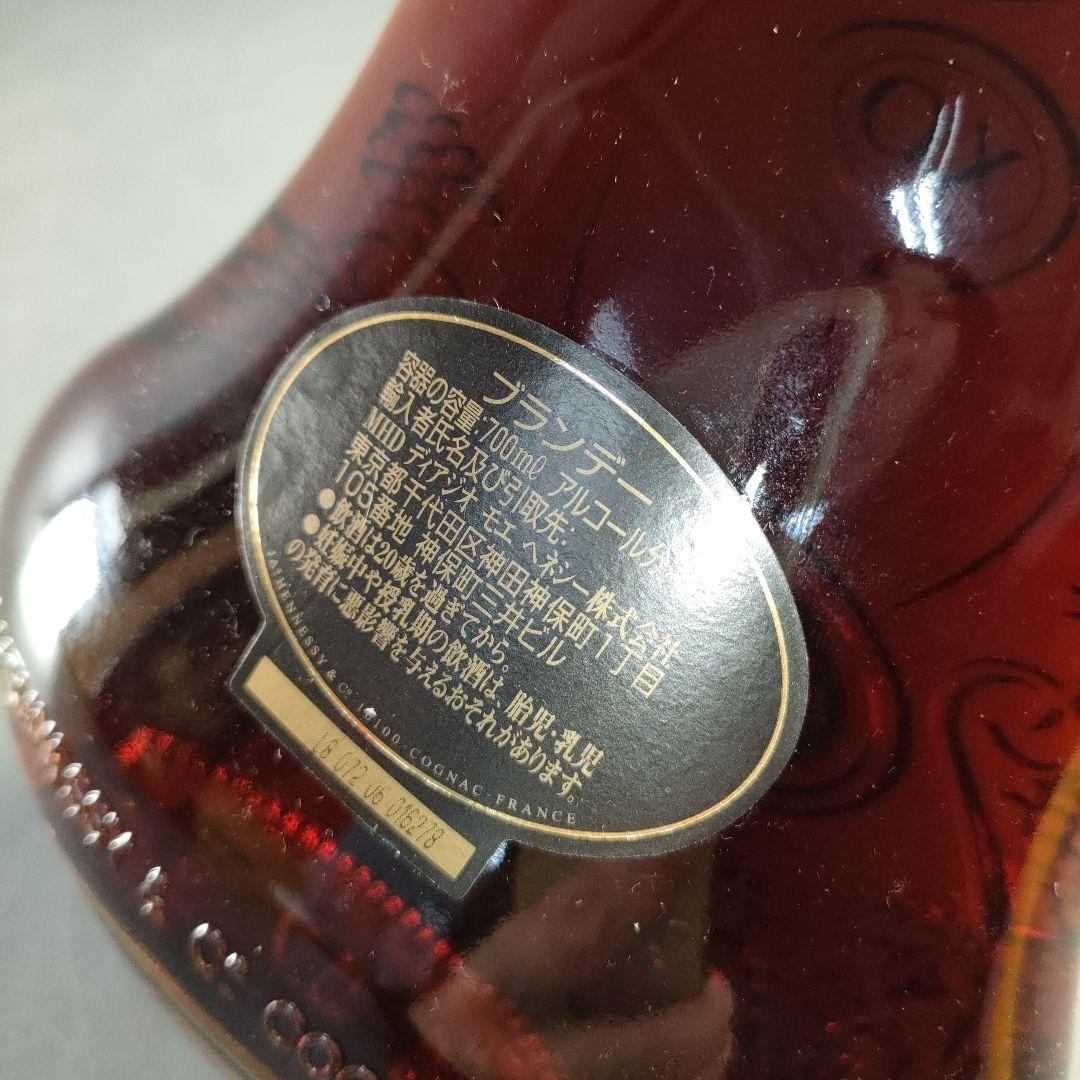 ブランデー
容器の容量:700ml アルコール分
輸入者氏名及び引取先:
MHD ディアジオ モエ ヘネシー株式会社
東京都千代田区神田神保町1丁目
105番地 神保町三井ビル
●飲酒は20歳を過ぎてから。
●妊娠中や授乳期の飲酒は、胎児・乳児
の発育に悪影響を与えるおそれがあります。
HENNESSY & Cº 16100 COGNAC FRANCE
XO